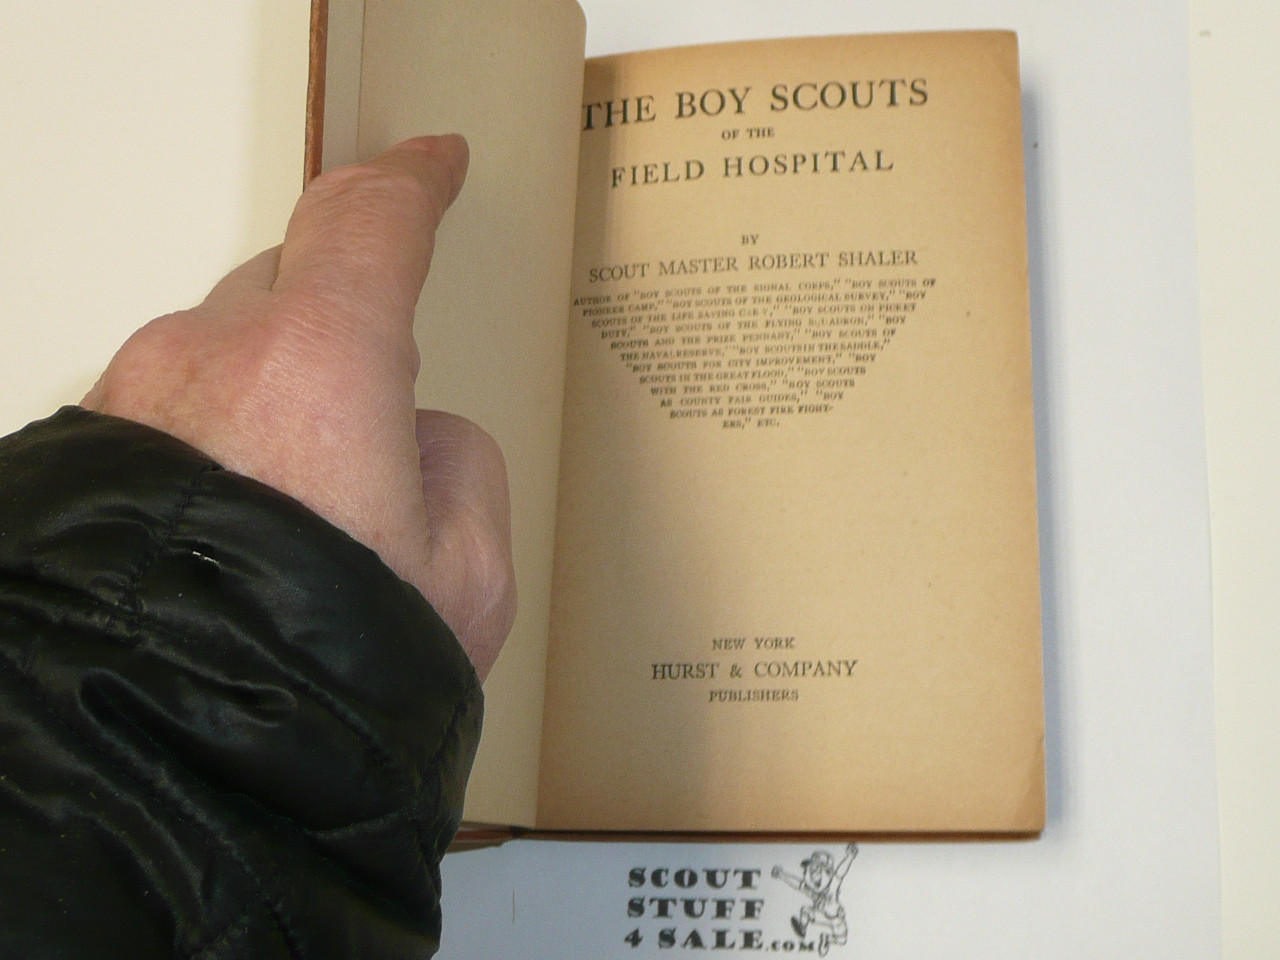 THE BOY SCOUTS
OF THE
FIELD HOSPITAL
BY
SCOUT MASTER ROBERT SHALER
AUTHOR OF "BOY SCOUTS OF THE SIGNAL CORPS," "BOY SCOUTS OF
PIONEER CAMP," "BOY SCOUTS OF THE GEOLOGICAL SURVEY," "BOY
SCOUTS OF THE LIFE SAVING CREW," "BOY SCOUTS ON PICKET
DUTY," "BOY SCOUTS OF THE FLYING SQUADRON," "BOY
SCOUTS AND THE PRIZE PENNANT," "BOY SCOUTS OF
THE NAVAL RESERVE," "BOY SCOUTS IN THE SADDLE,"
"BOY SCOUTS FOR CITY IMPROVEMENT," "BOY
SCOUTS IN THE GREAT FLOOD," "BOY SCOUTS
WITH THE RED CROSS," "BOY SCOUTS
AS COUNTY FAIR GUIDES," "BOY
SCOUTS AS FOREST FIRE FIGHT-
ERS," ETC.
NEW YORK
HURST & COMPANY
PUBLISHERS
SCOUT
STUFF
4 SALE.COM